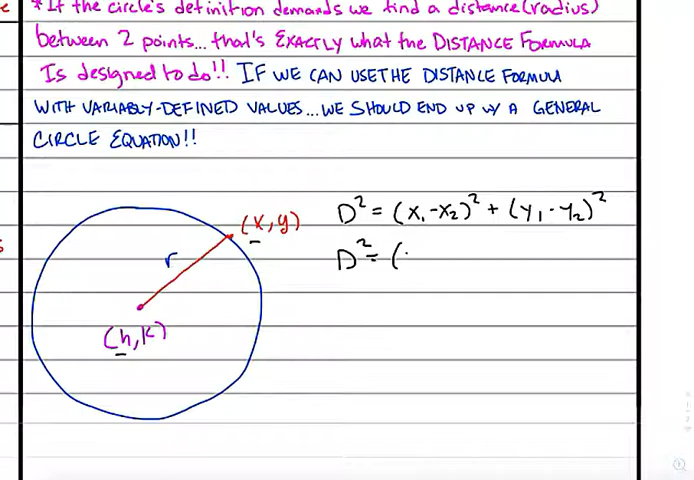 *If the circle's definition demands we find a distance (radius)
between 2 points... that's EXACTLY what the DISTANCE FORMULA
Is designed to do!! IF WE CAN USE THE DISTANCE FORMULA
WITH VARIABLY-DEFINED VALUES... WE SHOULD END UP W/ A GENERAL
CIRCLE EQUATION!!
D² = (x₁-x₂)² + (y₁-y₂)²
(x,y)
D² = (
r
(h,k)